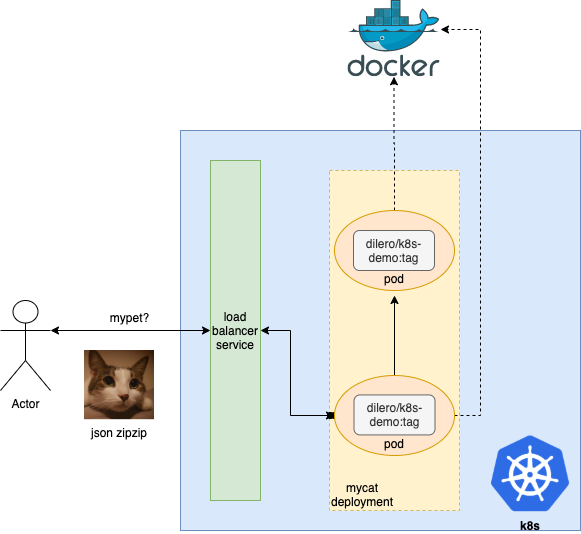 docker
dilero/k8s-
demo:tag
pod
mypet?
load
balancer
service
Actor
json zipzip
dilero/k8s-
demo:tag
pod
mycat
deployment
k8s